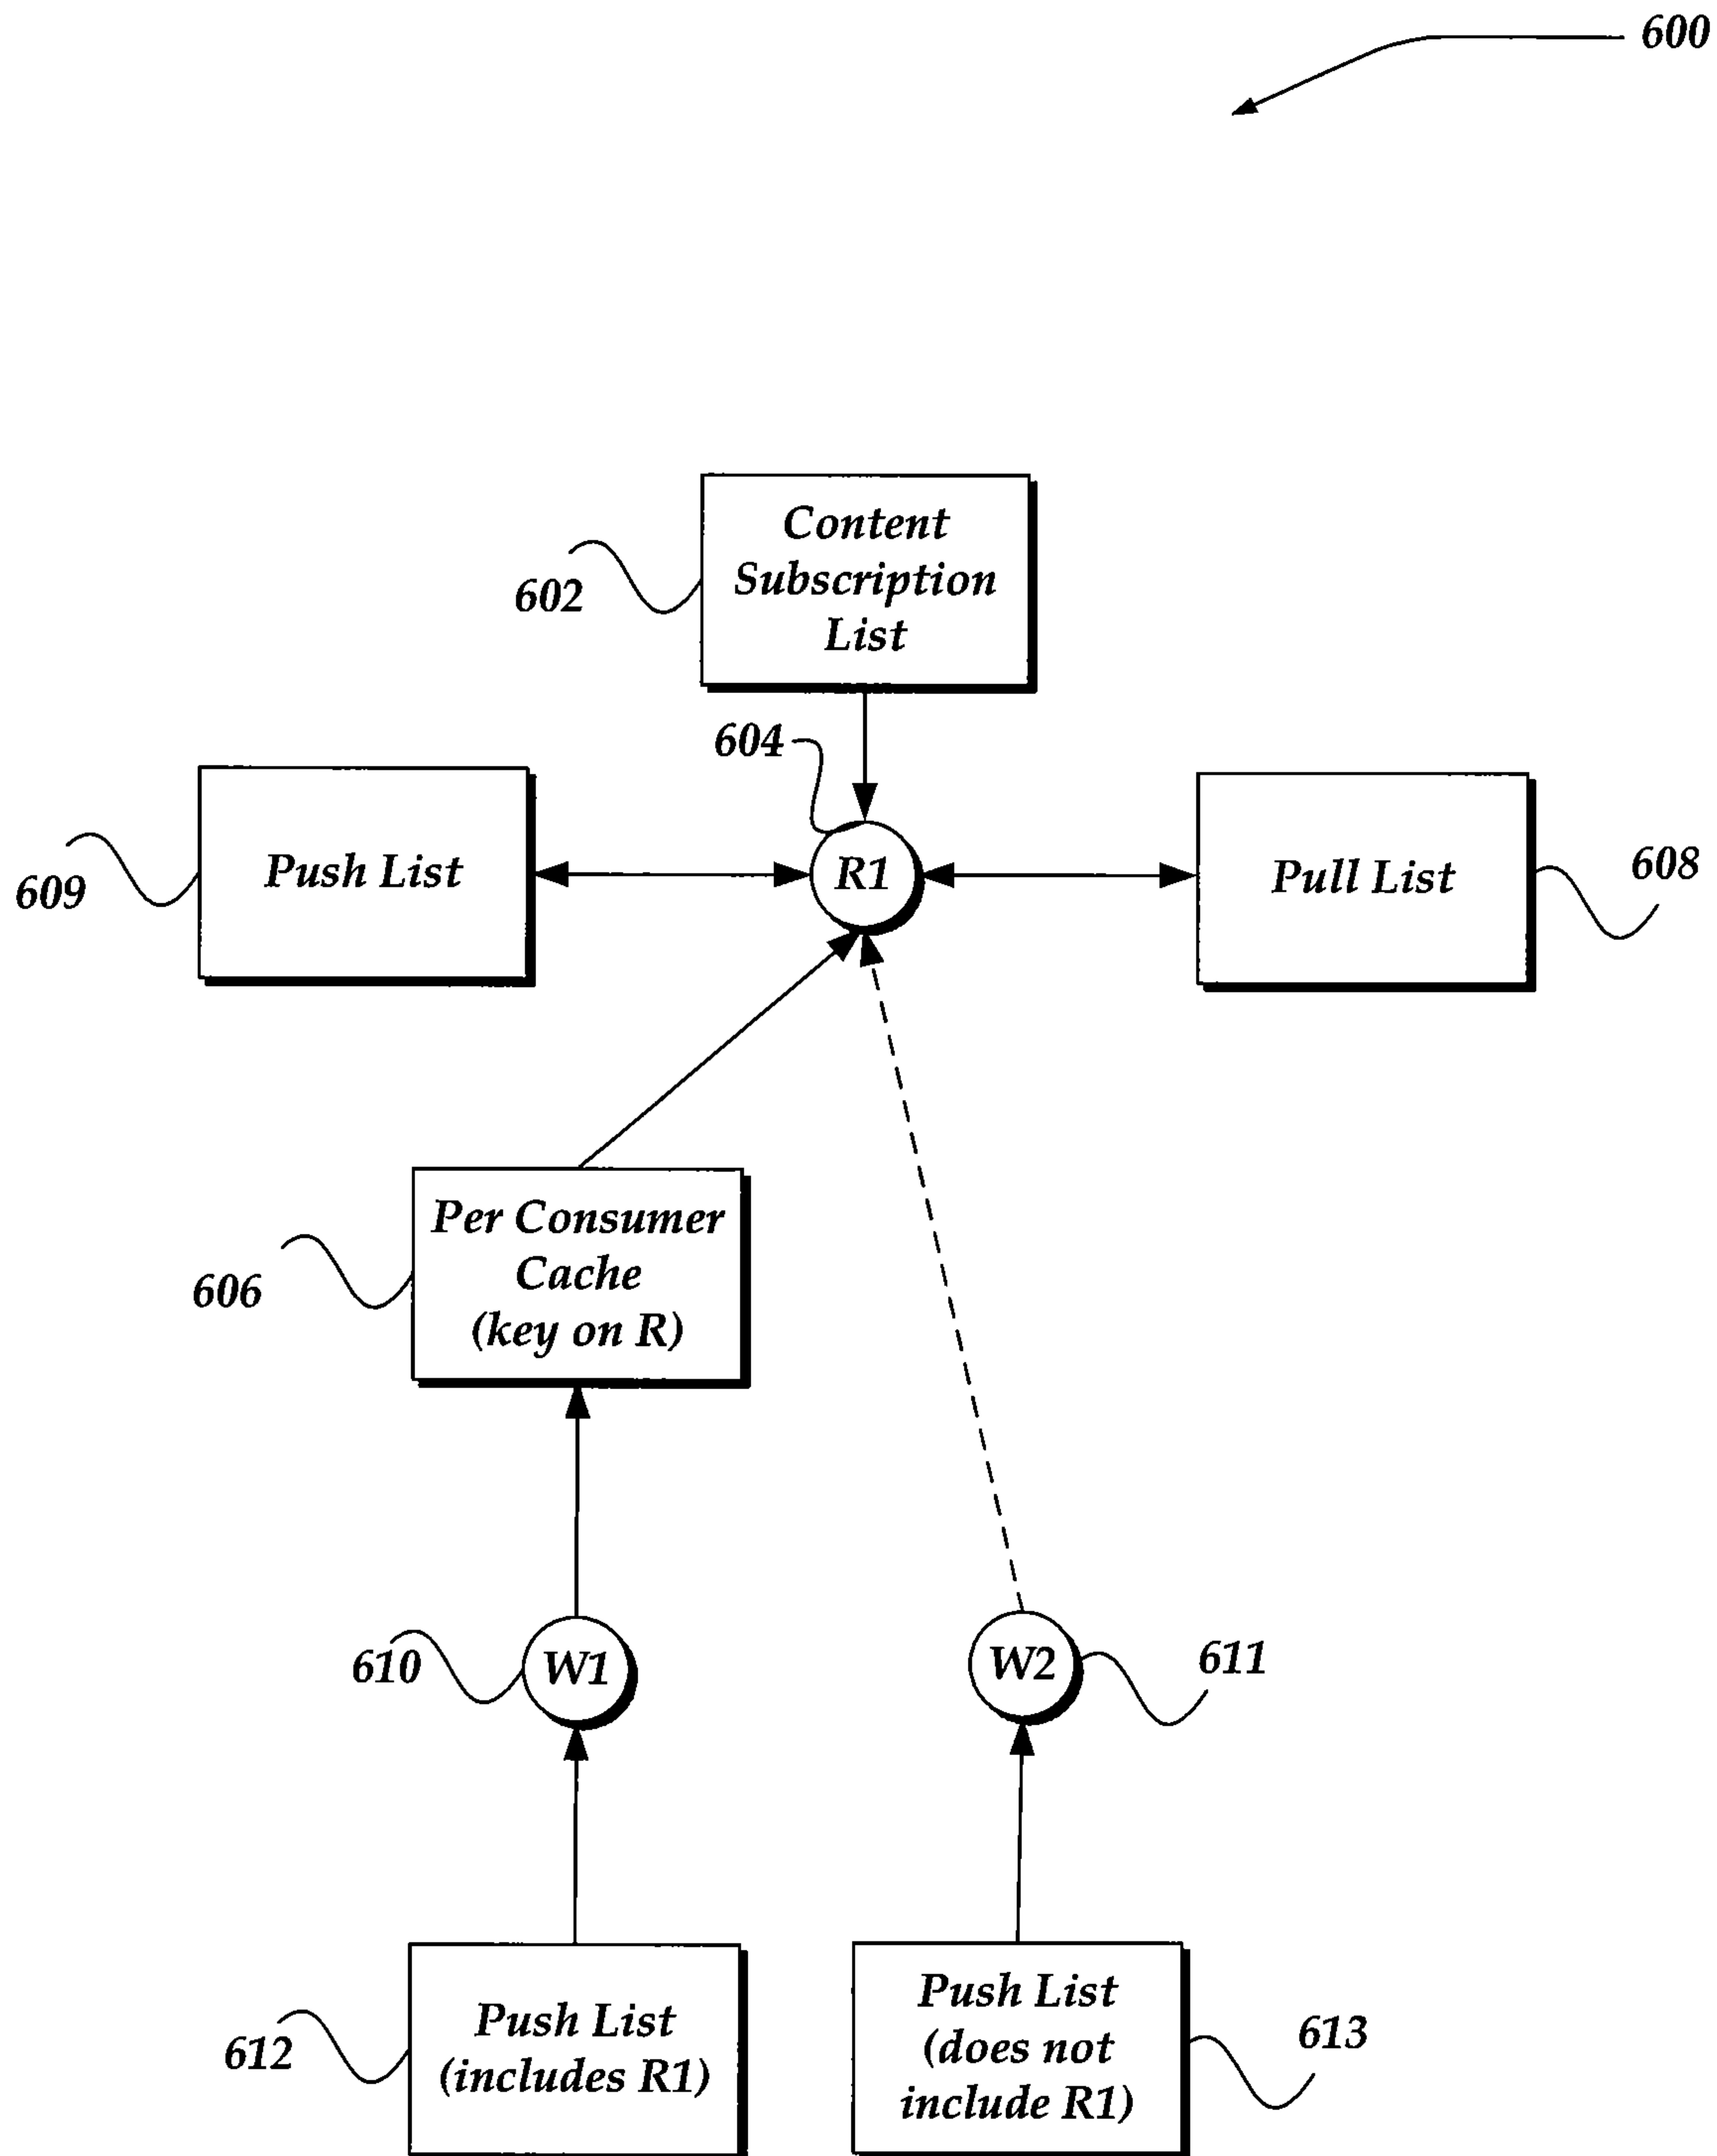 600
Content
Subscription
List
602
604
Push List
609
R1
Pull List
608
Per Consumer
Cache
(key on R)
606
W1
610
W2
611
Push List
(includes R1)
612
Push List
(does not
include R1)
613